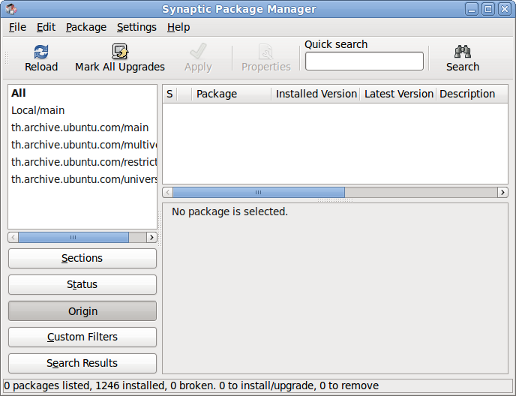 Synaptic Package Manager
File Edit Package Settings Help
Reload Mark All Upgrades Apply Properties Quick search Search
All
Local/main
th.archive.ubuntu.com/main
th.archive.ubuntu.com/multiv
th.archive.ubuntu.com/restrict
th.archive.ubuntu.com/univers
S Package Installed Version Latest Version Description
No package is selected.
Sections
Status
Origin
Custom Filters
Search Results
0 packages listed, 1246 installed, 0 broken. 0 to install/upgrade, 0 to remove